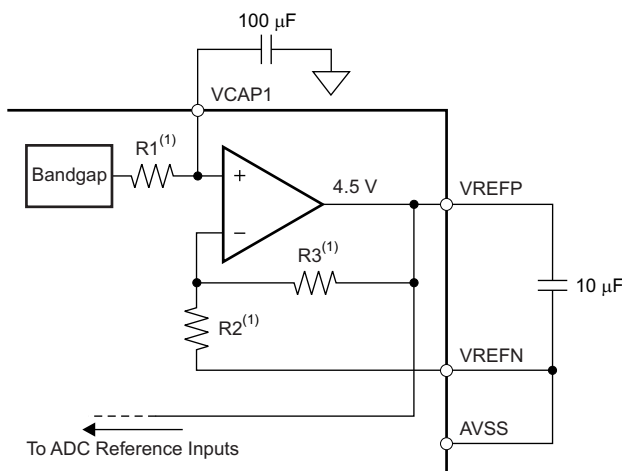 100 μF
VCAP1
R1(1)
Bandgap
+
4.5 V
VREFP
−
R3(1)
10 μF
R2(1)
VREFN
AVSS
To ADC Reference Inputs